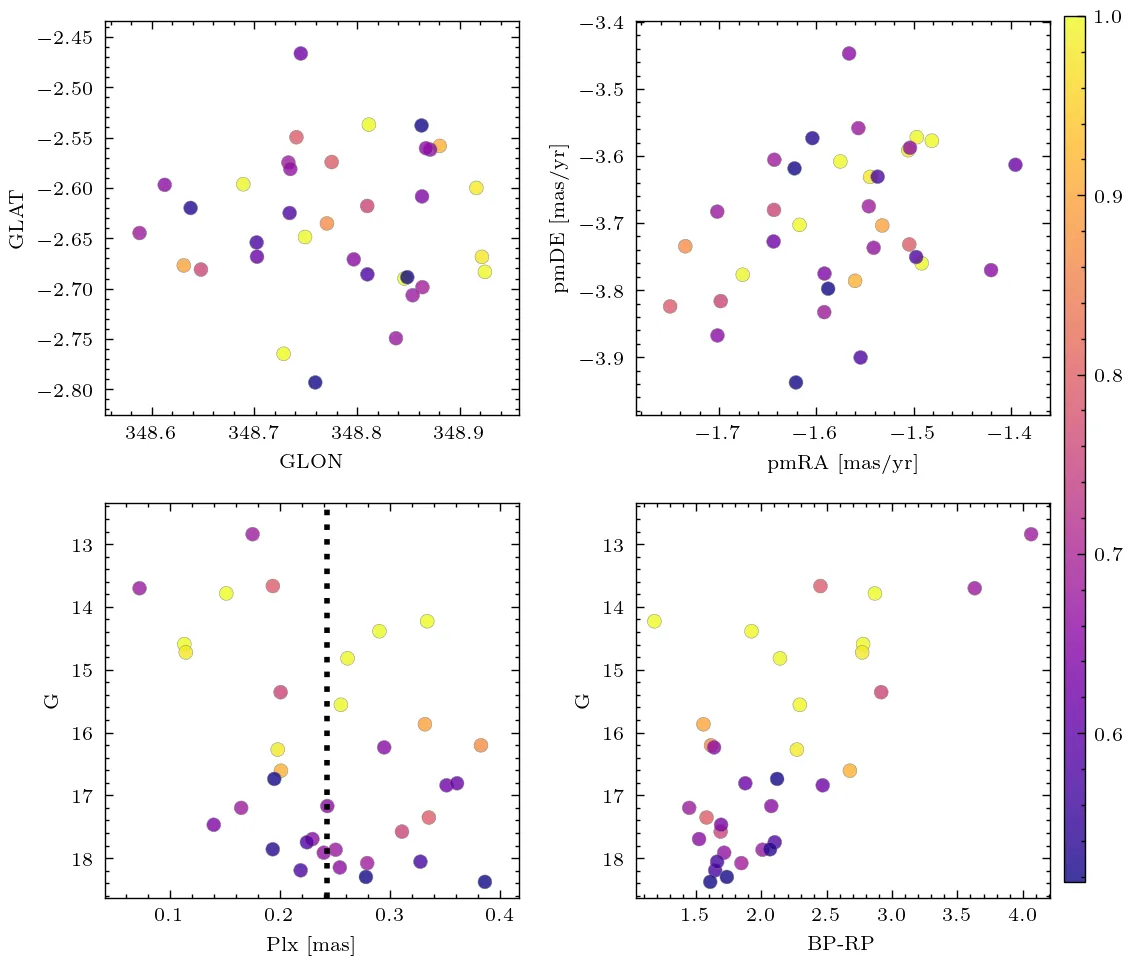 −2.45
−2.50
−2.55
−2.60
−2.65
−2.70
−2.75
−2.80
GLAT
348.6 348.7 348.8 348.9
GLON
−3.4
−3.5
−3.6
−3.7
−3.8
−3.9
pmDE [mas/yr]
−1.7 −1.6 −1.5 −1.4
pmRA [mas/yr]
1.0
0.9
0.8
0.7
0.6
13
14
15
16
17
18
G
0.1 0.2 0.3 0.4
Plx [mas]
13
14
15
16
17
18
G
1.5 2.0 2.5 3.0 3.5 4.0
BP-RP